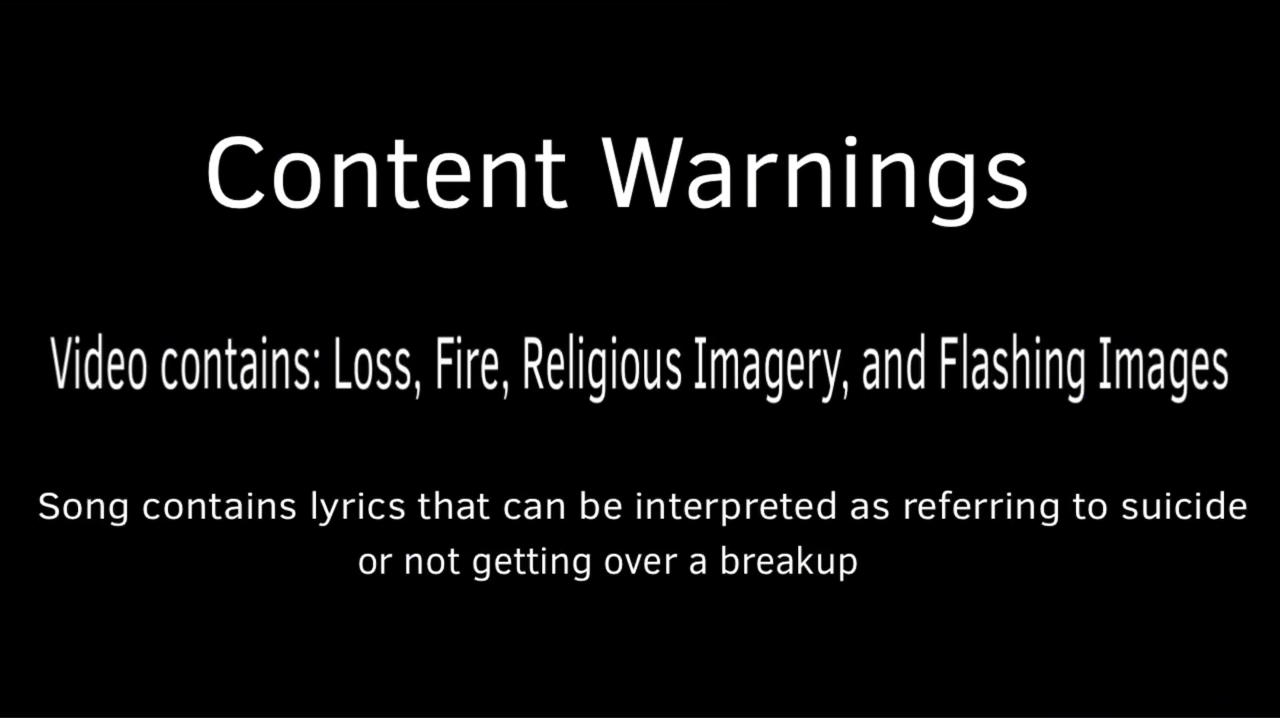 Content Warnings
Video contains: Loss, Fire, Religious Imagery, and Flashing Images
Song contains lyrics that can be interpreted as referring to suicide
or not getting over a breakup